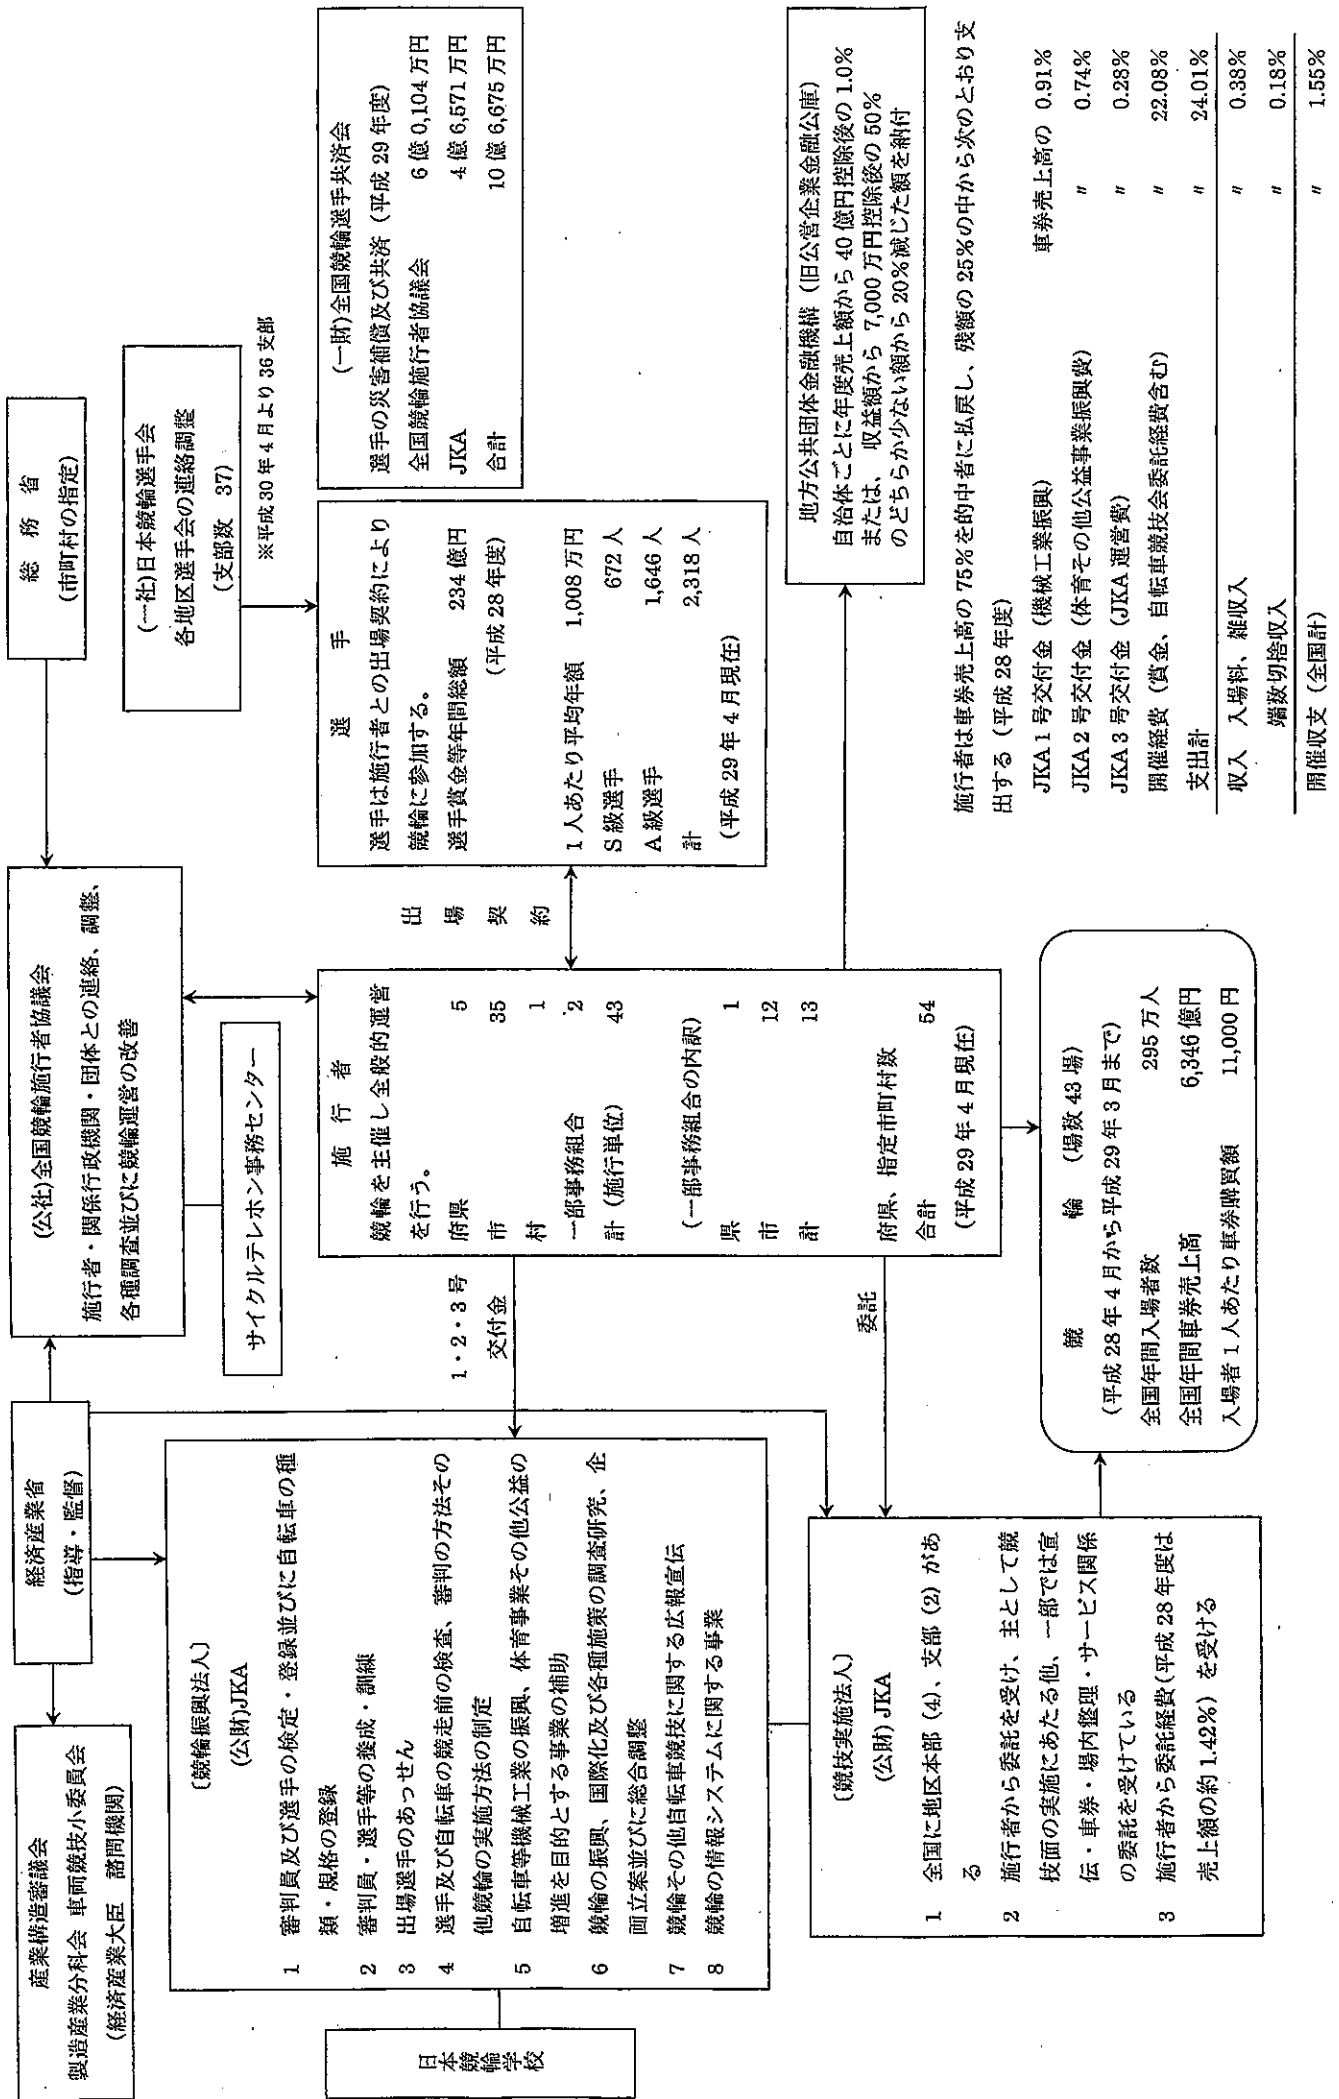 産業構造審議会
製造産業分科会 車両競技小委員会
(経済産業大臣 諮問機関)
経済産業省
(指導・監督)
(公社)全国競輪施行者協議会
施行者・関係行政機関・団体との連絡、調整、
各種調査並びに競輪運営の改善
サイクルテレホン事務センター
総務省
(市町村の指定)
(一社)日本競輪選手会
各地区選手会の連絡調整
(支部数 37)
※平成30年4月より36支部
日本競輪学校
〔競輪振興法人〕
(公財)JKA
1 審判員及び選手の検定・登録並びに自転車の種
類・規格の登録
2 審判員・選手等の養成・訓練
3 出場選手のあっせん
4 選手及び自転車の競走前の検査、審判の方法その
他競輪の実施方法の制定
5 自転車等機械工業の振興、体育事業その他公益の
増進を目的とする事業の補助
6 競輪の振興、国際化及び各種施策の調査研究、企
画立案並びに総合調整
7 競輪その他自転車競技に関する広報宣伝
8 競輪の情報システムに関する事業
1・2・3号
交付金
施行者
競輪を主催し全般的運営
を行う。
府県 5
市 35
村 1
一部事務組合 2
計(施行単位) 43
(一部事務組合の内訳)
県 1
市 12
計 13
府県、指定市町村数
合計 54
(平成29年4月現在)
出場契約
選手
選手は施行者との出場契約により
競輪に参加する。
選手賞金等年間総額 234億円
(平成28年度)
1人あたり平均年額 1,008万円
S級選手 672人
A級選手 1,646人
計 2,318人
(平成29年4月現在)
(一財)全国競輪選手共済会
選手の災害補償及び共済(平成29年度)
全国競輪施行者協議会 6億0,104万円
JKA 4億6,571万円
合計 10億6,675万円
委託
〔競技実施法人〕
(公財)JKA
1 全国に地区本部(4)、支部(2)があ
る
2 施行者から委託を受け、主として競
技面の実施にあたる他、一部では宣
伝・車券・場内整理・サービス関係
の委託を受けている
3 施行者から委託経費(平成28年度は
売上額の約1.42%)を受ける
競輪 (場数43場)
(平成28年4月から平成29年3月まで)
全国年間入場者数 295万人
全国年間車券売上高 6,346億円
入場者1人あたり車券購買額 11,000円
地方公共団体金融機構(旧公営企業金融公庫)
自治体ごとに年度売上額から40億円控除後の1.0%
または、収益額から7,000万円控除後の50%
のどちらか少ない額から20%減じた額を納付
施行者は車券売上高の75%を的中者に払戻し、残額の25%の中から次のとおり支
出する(平成28年度)
JKA1号交付金(機械工業振興) 車券売上高の 0.91%
JKA2号交付金(体育その他公益事業振興費) 〃 0.74%
JKA3号交付金(JKA運営費) 〃 0.28%
開催経費(賞金、自転車競技会委託経費含む) 〃 22.08%
支出計 〃 24.01%
収入 入場料、雑収入 〃 0.38%
端数切捨収入 〃 0.18%
開催収支(全国計) 〃 1.55%